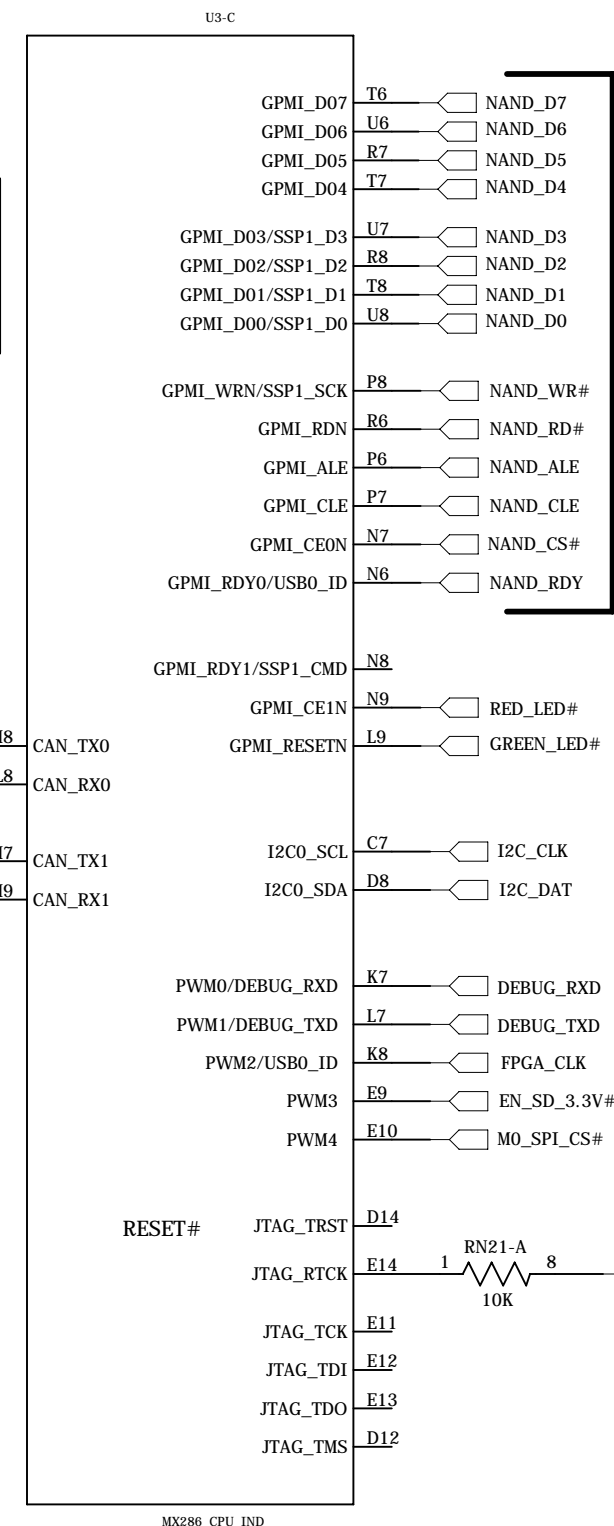 U3-C
GPMI_D07 T6 NAND_D7
GPMI_D06 U6 NAND_D6
GPMI_D05 R7 NAND_D5
GPMI_D04 T7 NAND_D4
GPMI_D03/SSP1_D3 U7 NAND_D3
GPMI_D02/SSP1_D2 R8 NAND_D2
GPMI_D01/SSP1_D1 T8 NAND_D1
GPMI_D00/SSP1_D0 U8 NAND_D0
GPMI_WRN/SSP1_SCK P8 NAND_WR#
GPMI_RDN R6 NAND_RD#
GPMI_ALE P6 NAND_ALE
GPMI_CLE P7 NAND_CLE
GPMI_CE0N N7 NAND_CS#
GPMI_RDY0/USB0_ID N6 NAND_RDY
GPMI_RDY1/SSP1_CMD N8
GPMI_CE1N N9 RED_LED#
CAN_TX0 GPMI_RESETN L9 GREEN_LED#
CAN_RX0
I2C0_SCL C7 I2C_CLK
CAN_TX1
I2C0_SDA D8 I2C_DAT
CAN_RX1
PWM0/DEBUG_RXD K7 DEBUG_RXD
PWM1/DEBUG_TXD L7 DEBUG_TXD
PWM2/USB0_ID K8 FPGA_CLK
PWM3 E9 EN_SD_3.3V#
PWM4 E10 M0_SPI_CS#
RESET# JTAG_TRST D14
JTAG_RTCK E14 1 RN21-A 8
10K
JTAG_TCK E11
JTAG_TDI E12
JTAG_TDO E13
JTAG_TMS D12
MX286 CPU IND